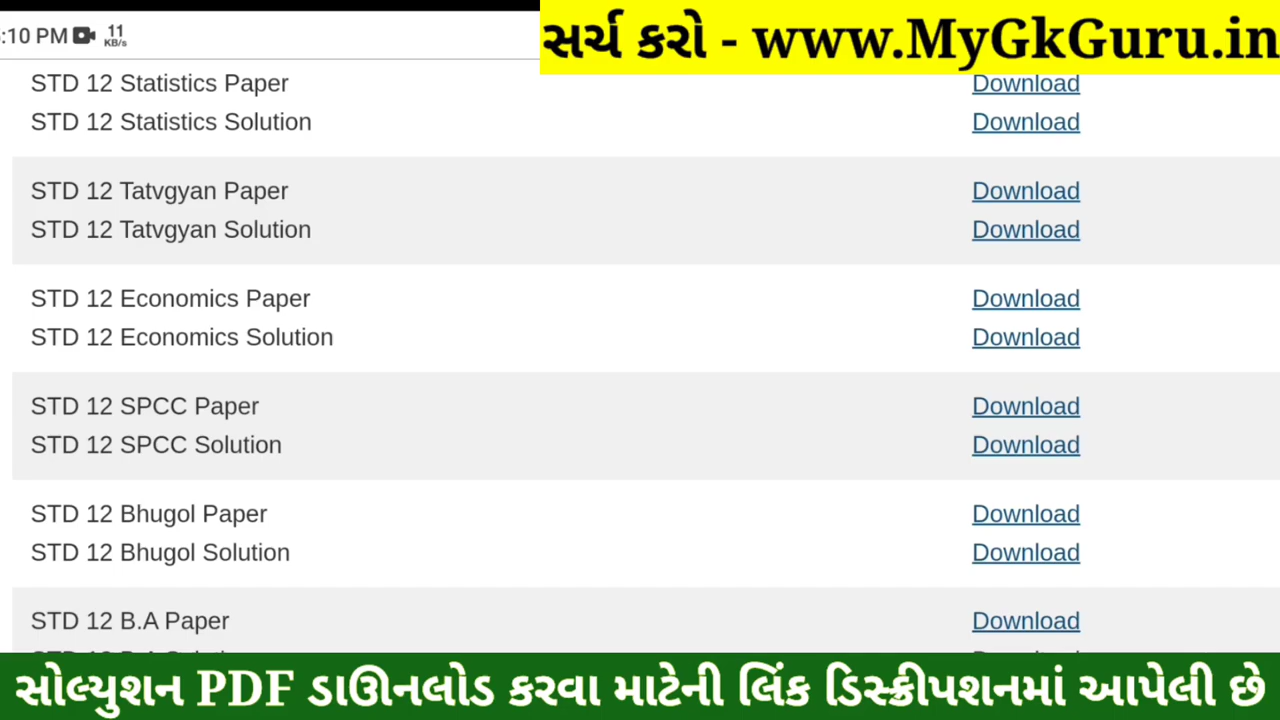 :10 PM 11 KB/s
સર્ચ કરો - www.MyGkGuru.in
STD 12 Statistics Paper Download
STD 12 Statistics Solution Download
STD 12 Tatvgyan Paper Download
STD 12 Tatvgyan Solution Download
STD 12 Economics Paper Download
STD 12 Economics Solution Download
STD 12 SPCC Paper Download
STD 12 SPCC Solution Download
STD 12 Bhugol Paper Download
STD 12 Bhugol Solution Download
STD 12 B.A Paper Download
સોલ્યુશન PDF ડાઊનલોડ કરવા માટેની લિંક ડિસ્ક્રીપશનમાં આપેલી છે